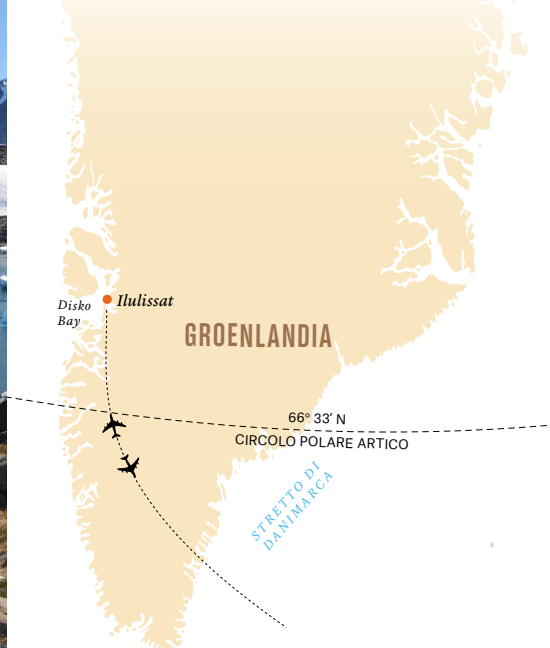 Disko
Bay
Ilulissat
GROENLANDIA
66° 33′ N
CIRCOLO POLARE ARTICO
STRETTO DI
DANIMARCA